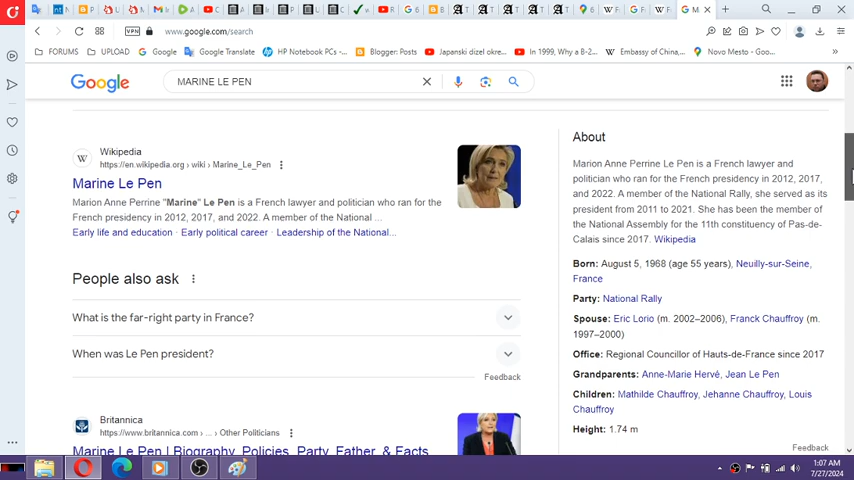 VPN
www.google.com/search
FORUMS
UPLOAD
Google
Google Translate
HP Notebook PCs -...
Blogger: Posts
Japanski dizel okre...
In 1999, Why a B-2...
Embassy of China,...
Novo Mesto - Goo...
Google
MARINE LE PEN
Wikipedia
https://en.wikipedia.org › wiki › Marine_Le_Pen
Marine Le Pen
Marion Anne Perrine "Marine" Le Pen is a French lawyer and politician who ran for the
French presidency in 2012, 2017, and 2022. A member of the National ...
Early life and education · Early political career · Leadership of the National...
People also ask
What is the far-right party in France?
When was Le Pen president?
Feedback
Britannica
https://www.britannica.com › ... › Other Politicians
Marine Le Pen | Biography, Policies, Party, Father, & Facts
About
Marion Anne Perrine Le Pen is a French lawyer and
politician who ran for the French presidency in 2012, 2017,
and 2022. A member of the National Rally, she served as its
president from 2011 to 2021. She has been the member of
the National Assembly for the 11th constituency of Pas-de-
Calais since 2017. Wikipedia
Born: August 5, 1968 (age 55 years), Neuilly-sur-Seine,
France
Party: National Rally
Spouse: Eric Lorio (m. 2002–2006), Franck Chauffroy (m.
1997–2000)
Office: Regional Councillor of Hauts-de-France since 2017
Grandparents: Anne-Marie Hervé, Jean Le Pen
Children: Mathilde Chauffroy, Jehanne Chauffroy, Louis
Chauffroy
Height: 1.74 m
Feedback
1:07 AM
7/27/2024